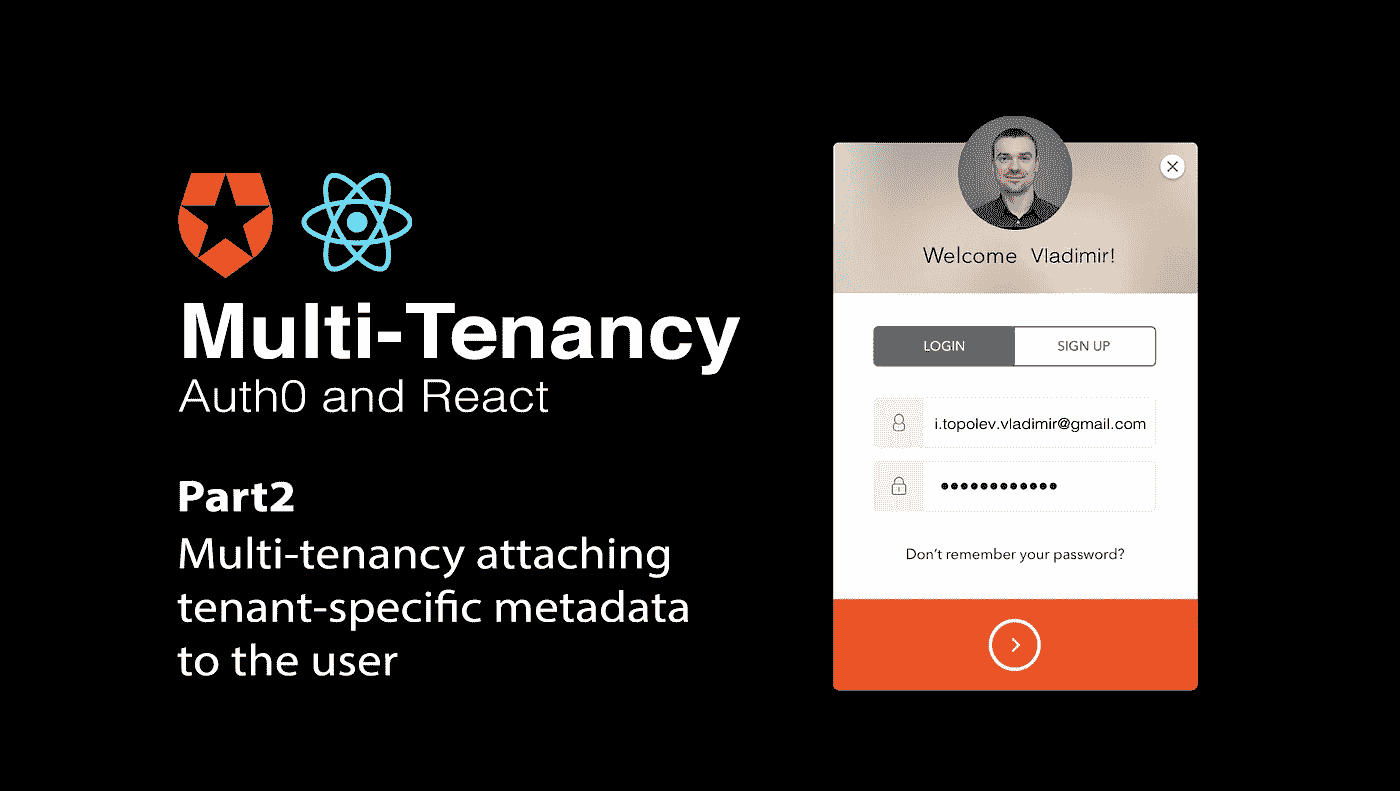 Multi-Tenancy
Auth0 and React
Part2
Multi-tenancy attaching
tenant-specific metadata
to the user
Welcome Vladimir!
LOGIN
SIGN UP
i.topolev.vladimir@gmail.com
Don't remember your password?